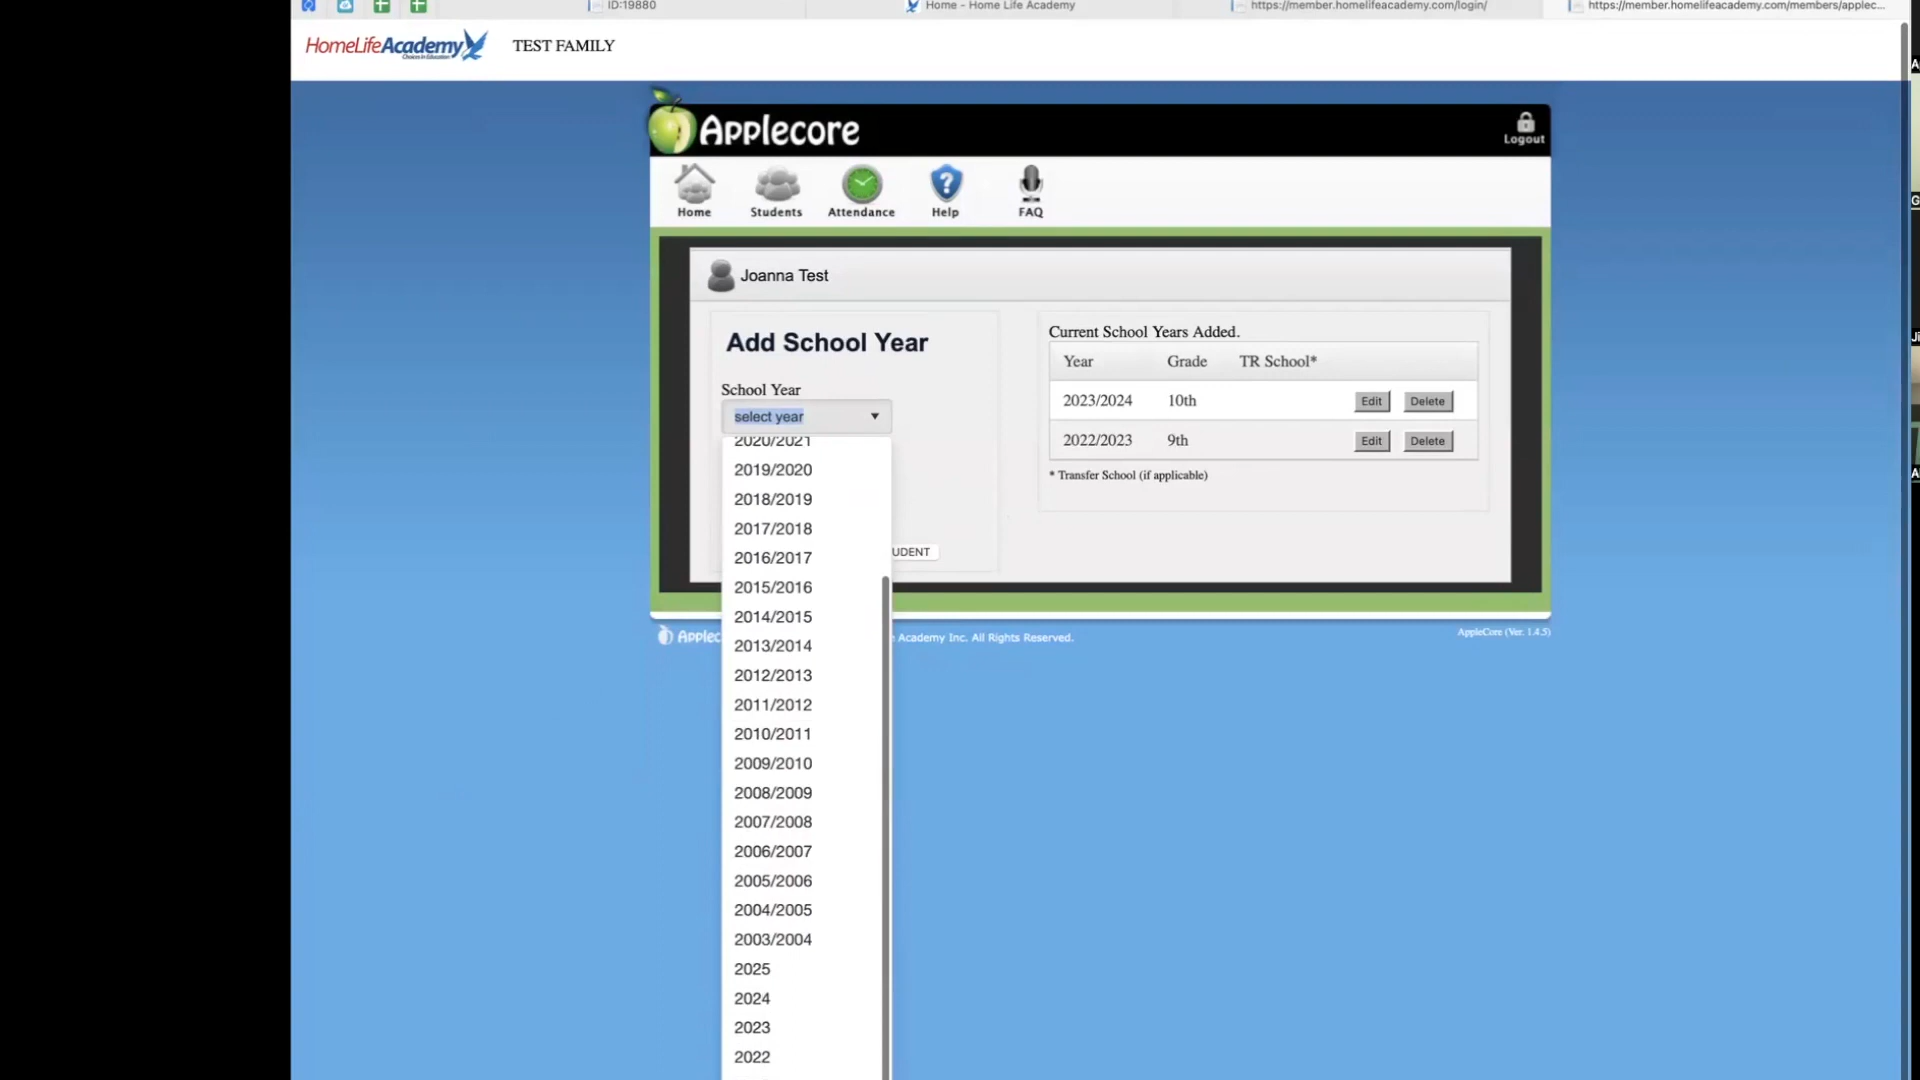 ID:19880
Home - Home Life Academy
https://member.homelifeacademy.com/login/
https://member.homelifeacademy.com/members/applec...
HomeLifeAcademy
Choices in Education
TEST FAMILY
Applecore
Logout
Home
Students
Attendance
Help
FAQ
Joanna Test
Add School Year
School Year
select year
2020/2021
2019/2020
2018/2019
2017/2018
2016/2017
2015/2016
2014/2015
2013/2014
2012/2013
2011/2012
2010/2011
2009/2010
2008/2009
2007/2008
2006/2007
2005/2006
2004/2005
2003/2004
2025
2024
2023
2022
UDENT
Current School Years Added.
Year Grade TR School*
2023/2024 10th Edit Delete
2022/2023 9th Edit Delete
* Transfer School (if applicable)
Applec
Academy Inc. All Rights Reserved.
AppleCore (Ver. 1.4.5)